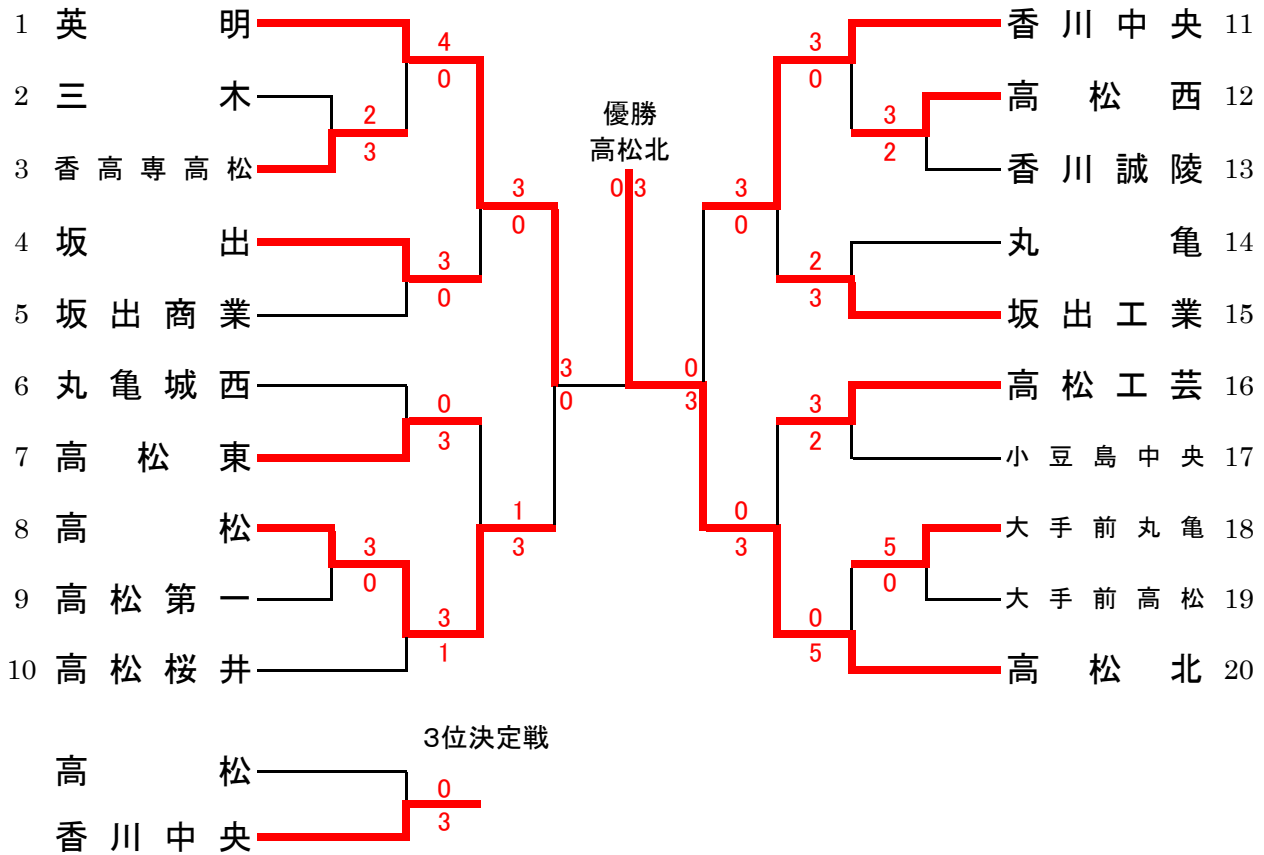 1 英明
4
0
2 三木
2
3
3 香高専高松
3
0
4 坂出
3
0
5 坂出商業
6 丸亀城西
0
3
7 高松東
1
3
8 高松
3
0
9 高松第一
3
1
10 高松桜井
3
0
優勝
高松北
0 3
0
3
香川中央 11
3
0
高松西 12
3
2
香川誠陵 13
3
0
丸亀 14
2
3
坂出工業 15
高松工芸 16
3
2
小豆島中央 17
0
3
大手前丸亀 18
5
0
大手前高松 19
0
5
高松北 20
3位決定戦
高松
0
3
香川中央